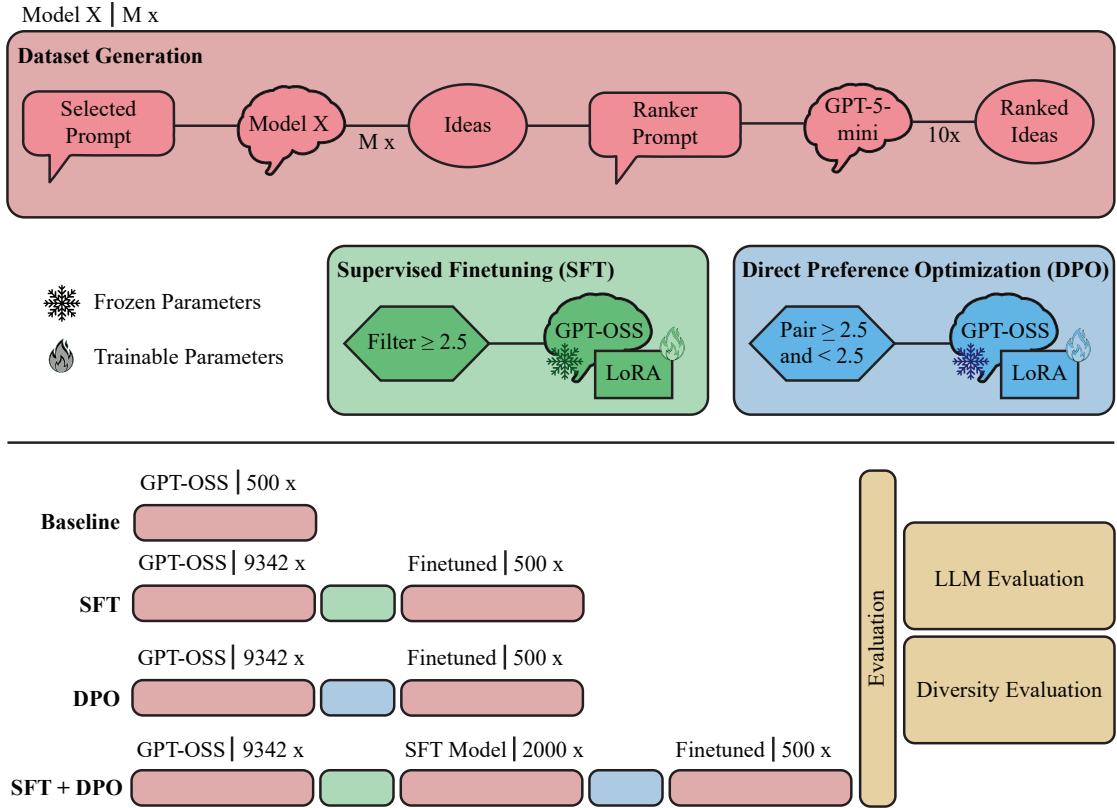 Model X | M x
Dataset Generation
Selected
Prompt
Model X
M x
Ideas
Ranker
Prompt
GPT-5-
mini
10x
Ranked
Ideas
Frozen Parameters
Trainable Parameters
Supervised Finetuning (SFT)
Filter ≥ 2.5
GPT-OSS
LoRA
Direct Preference Optimization (DPO)
Pair ≥ 2.5
and < 2.5
GPT-OSS
LoRA
GPT-OSS | 500 x
Baseline
GPT-OSS | 9342 x
Finetuned | 500 x
SFT
GPT-OSS | 9342 x
Finetuned | 500 x
DPO
GPT-OSS | 9342 x
SFT Model | 2000 x
Finetuned | 500 x
SFT + DPO
Evaluation
LLM Evaluation
Diversity Evaluation